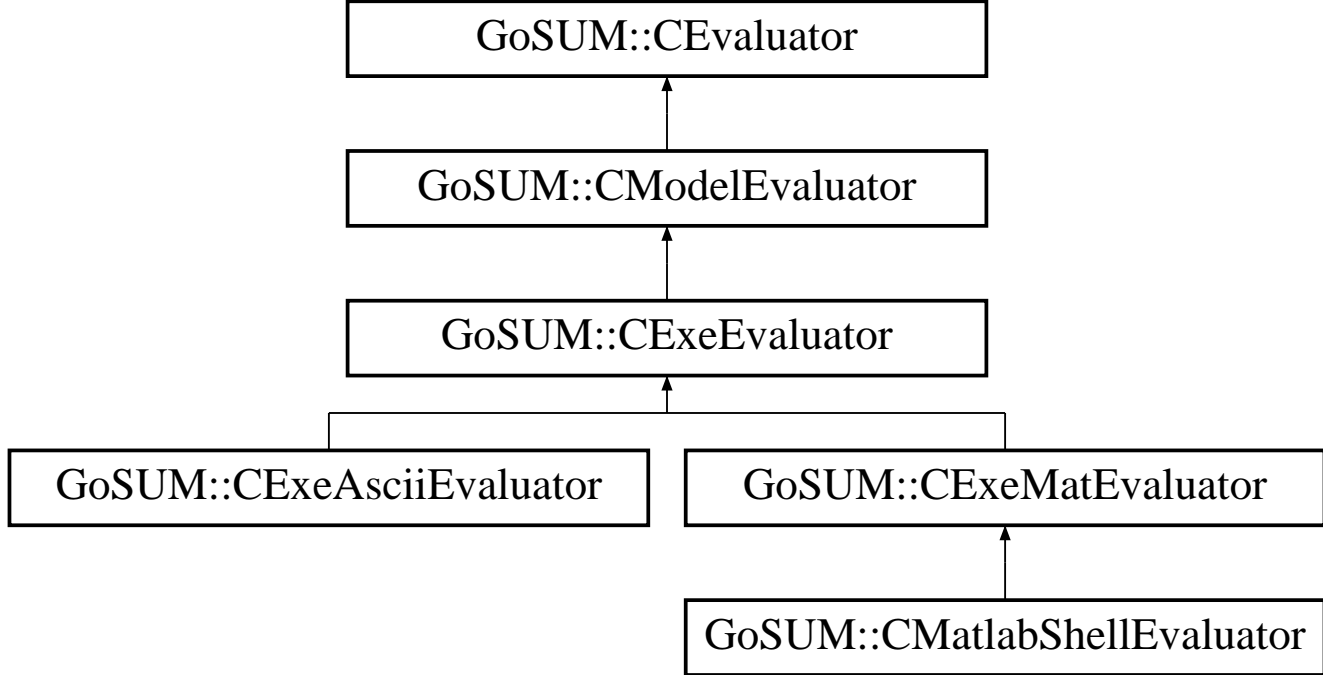 GoSUM::CEvaluator
GoSUM::CModelEvaluator
GoSUM::CExeEvaluator
GoSUM::CExeAsciiEvaluator
GoSUM::CExeMatEvaluator
GoSUM::CMatlabShellEvaluator